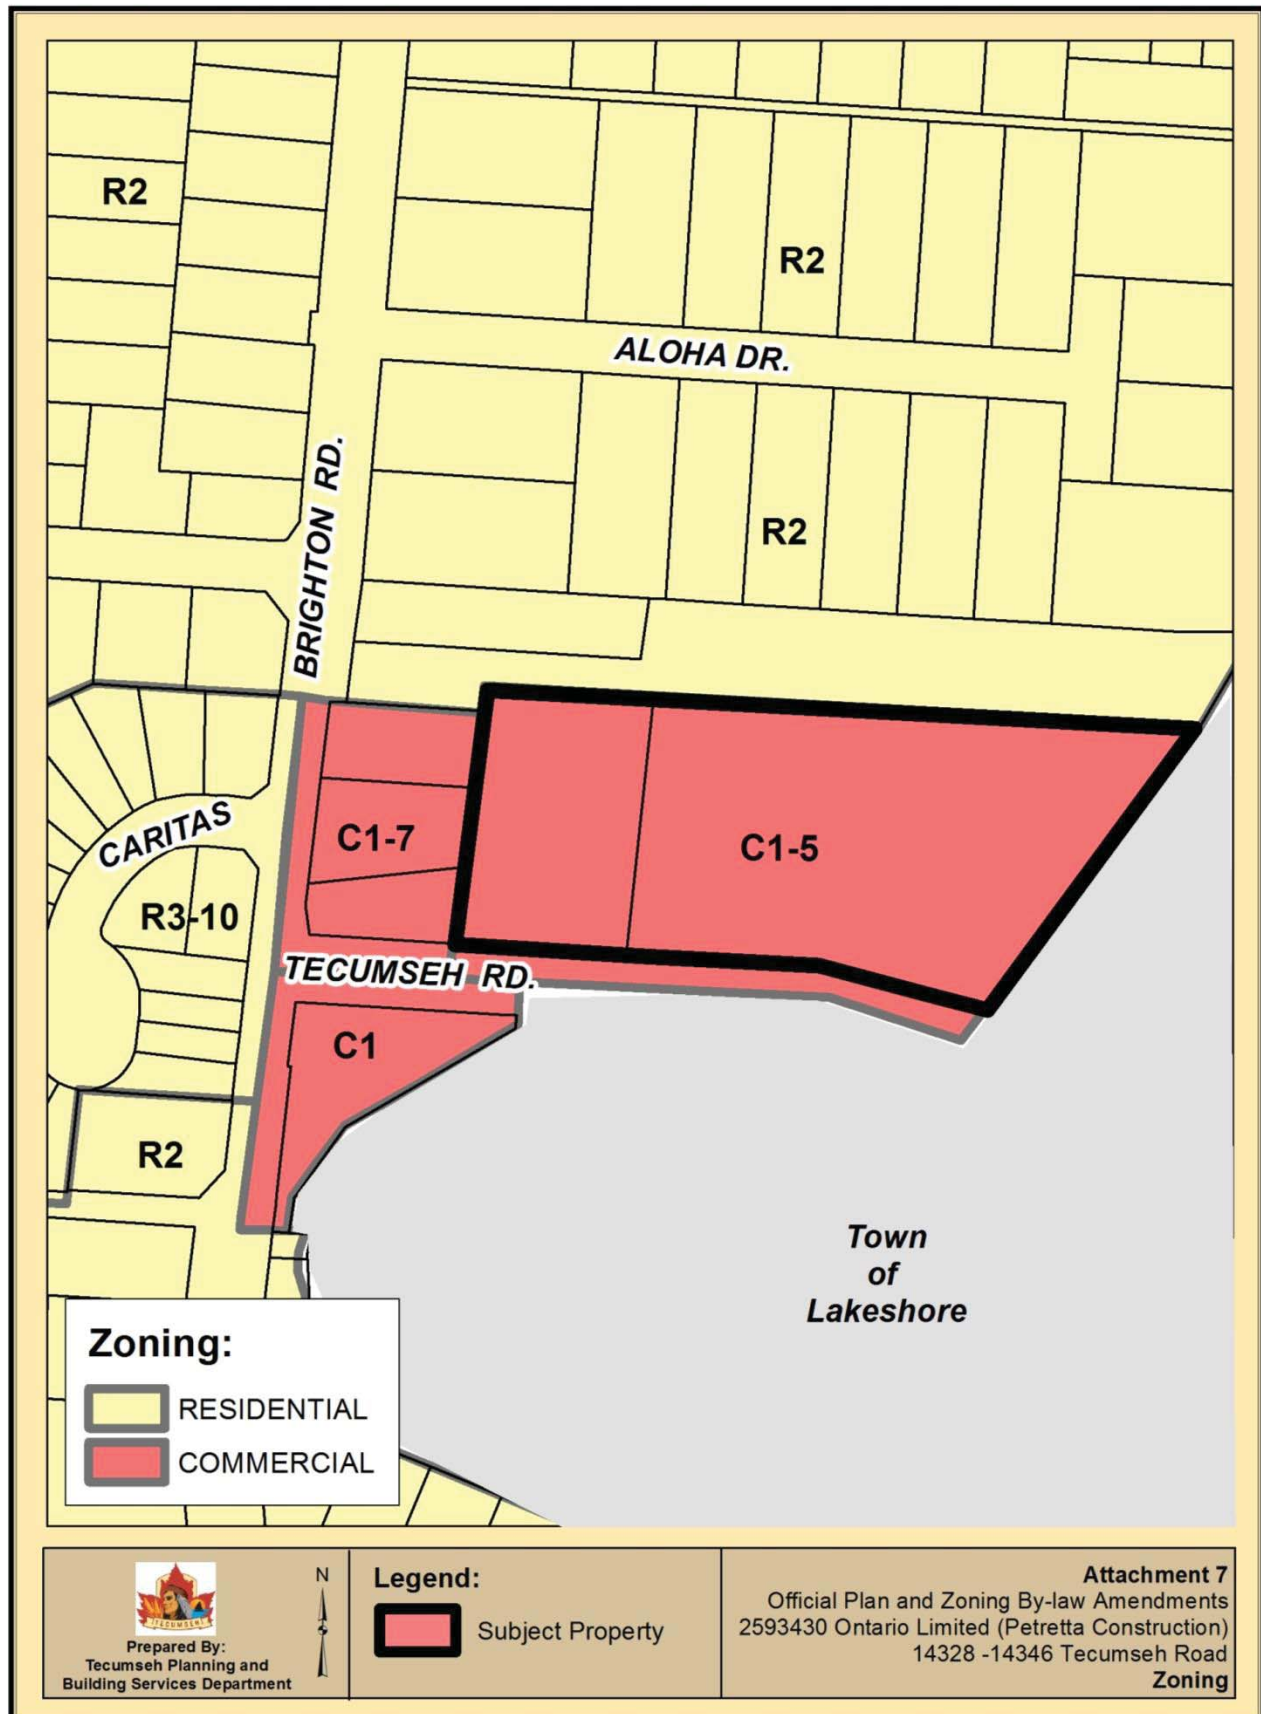 R2
R2
ALOHA DR.
BRIGHTON RD.
R2
CARITAS
C1-7
C1-5
R3-10
TECUMSEH RD.
C1
R2
Town
of
Lakeshore
Zoning:
RESIDENTIAL
COMMERCIAL
TECUMSEH
Prepared By:
Tecumseh Planning and
Building Services Department
N
Legend:
Subject Property
Attachment 7
Official Plan and Zoning By-law Amendments
2593430 Ontario Limited (Petretta Construction)
14328 -14346 Tecumseh Road
Zoning